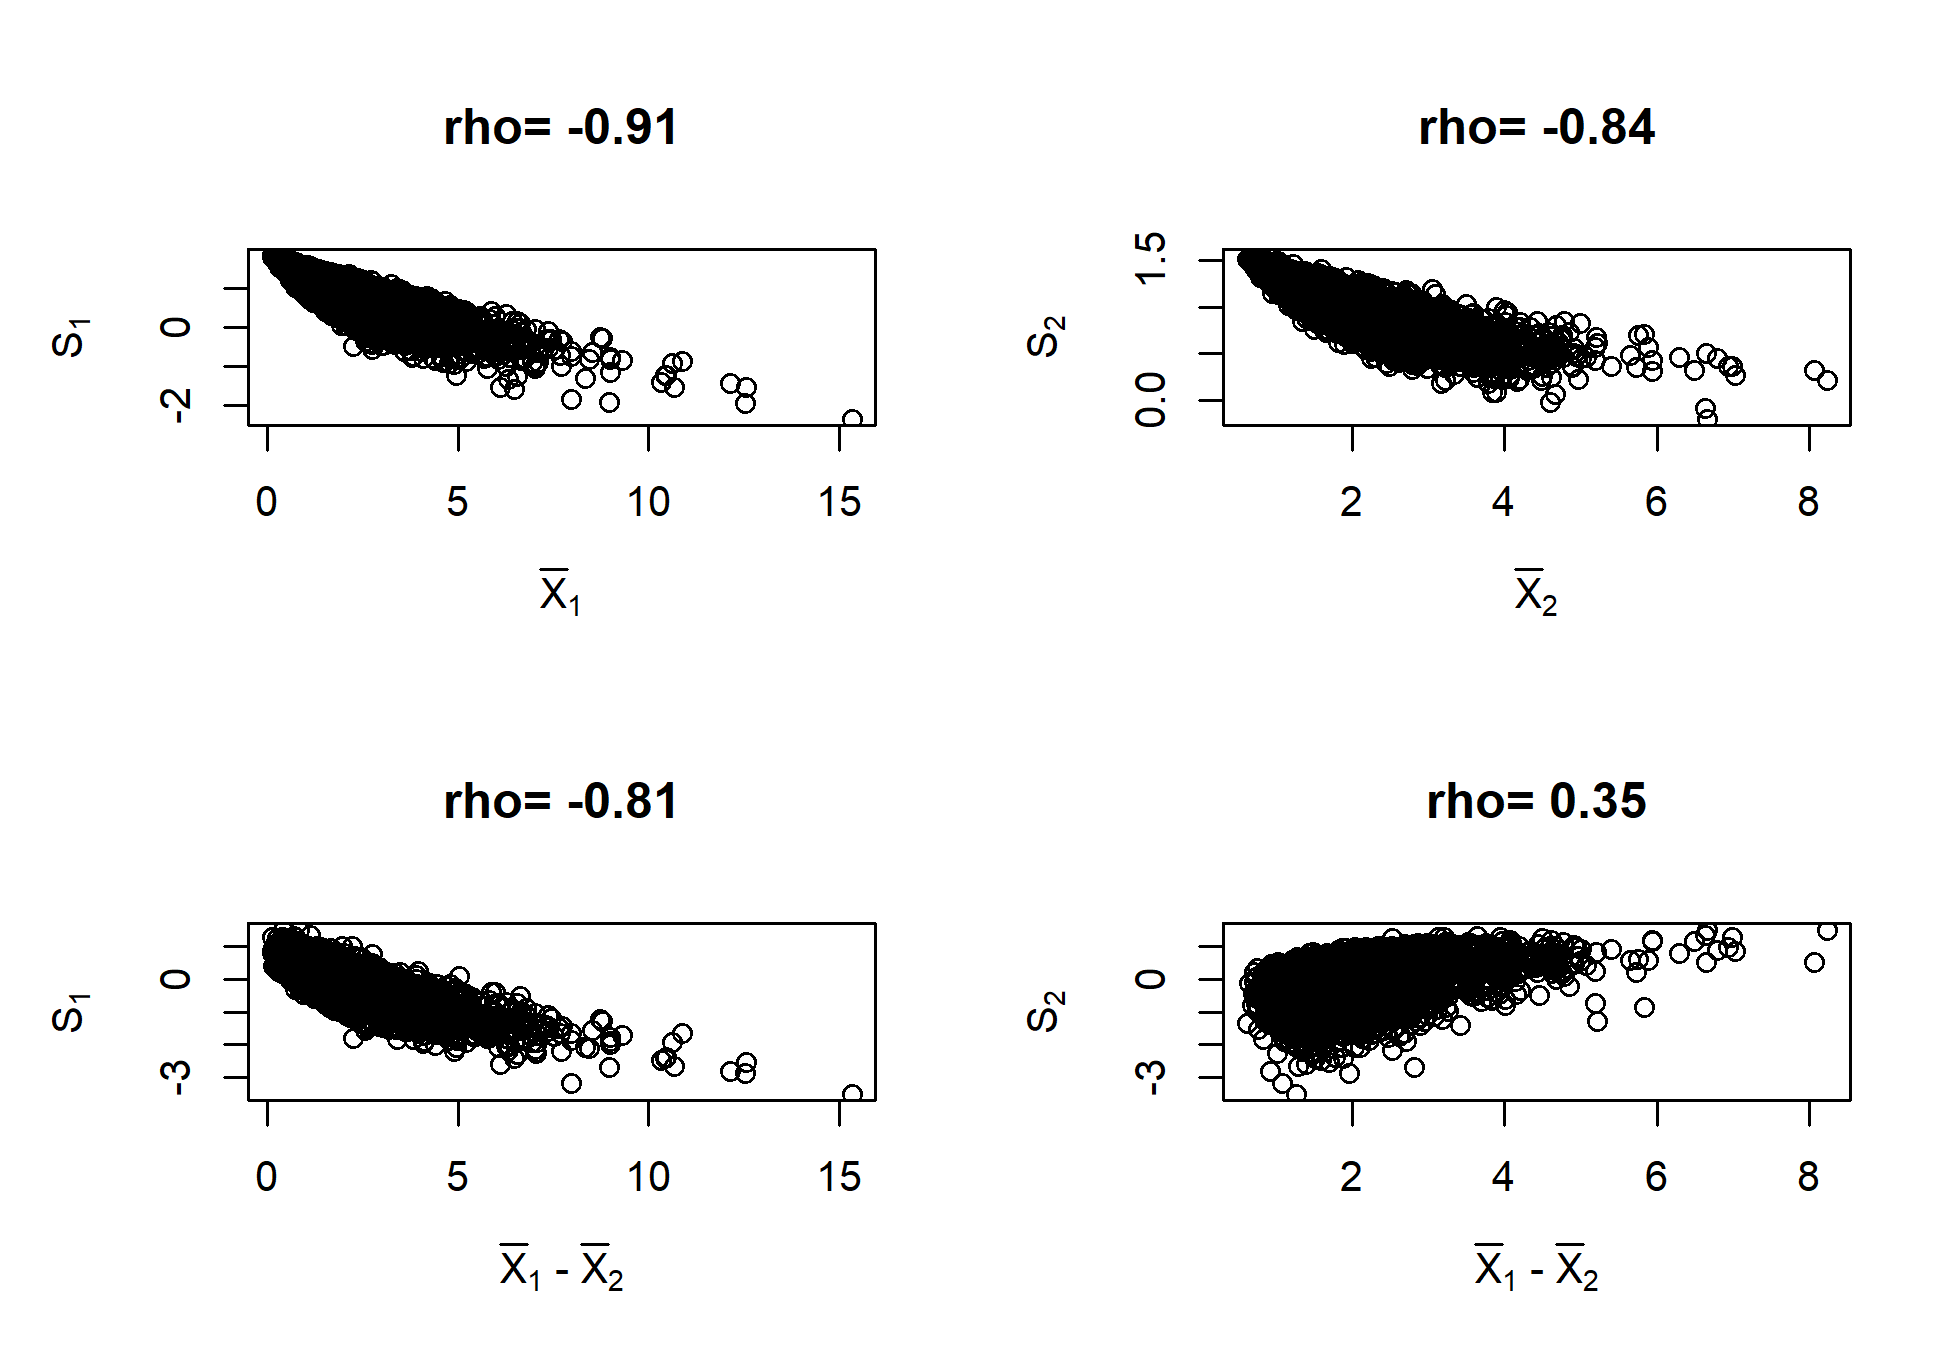 rho= -0.91
S1
0
-2
0 5 10 15
X̅1
rho= -0.84
S2
1.5
0.0
2 4 6 8
X̅2
rho= -0.81
S1
0
-3
0 5 10 15
X̅1 - X̅2
rho= 0.35
S2
0
-3
2 4 6 8
X̅1 - X̅2